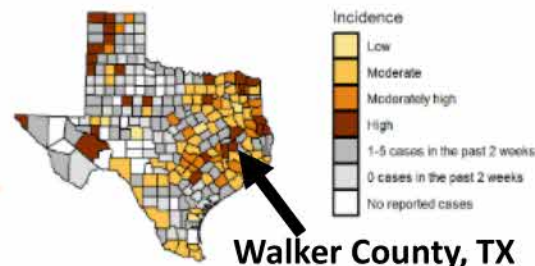 Incidence
Low
Moderate
Moderately high
High
1-5 cases in the past 2 weeks
0 cases in the past 2 weeks
No reported cases
Walker County, TX